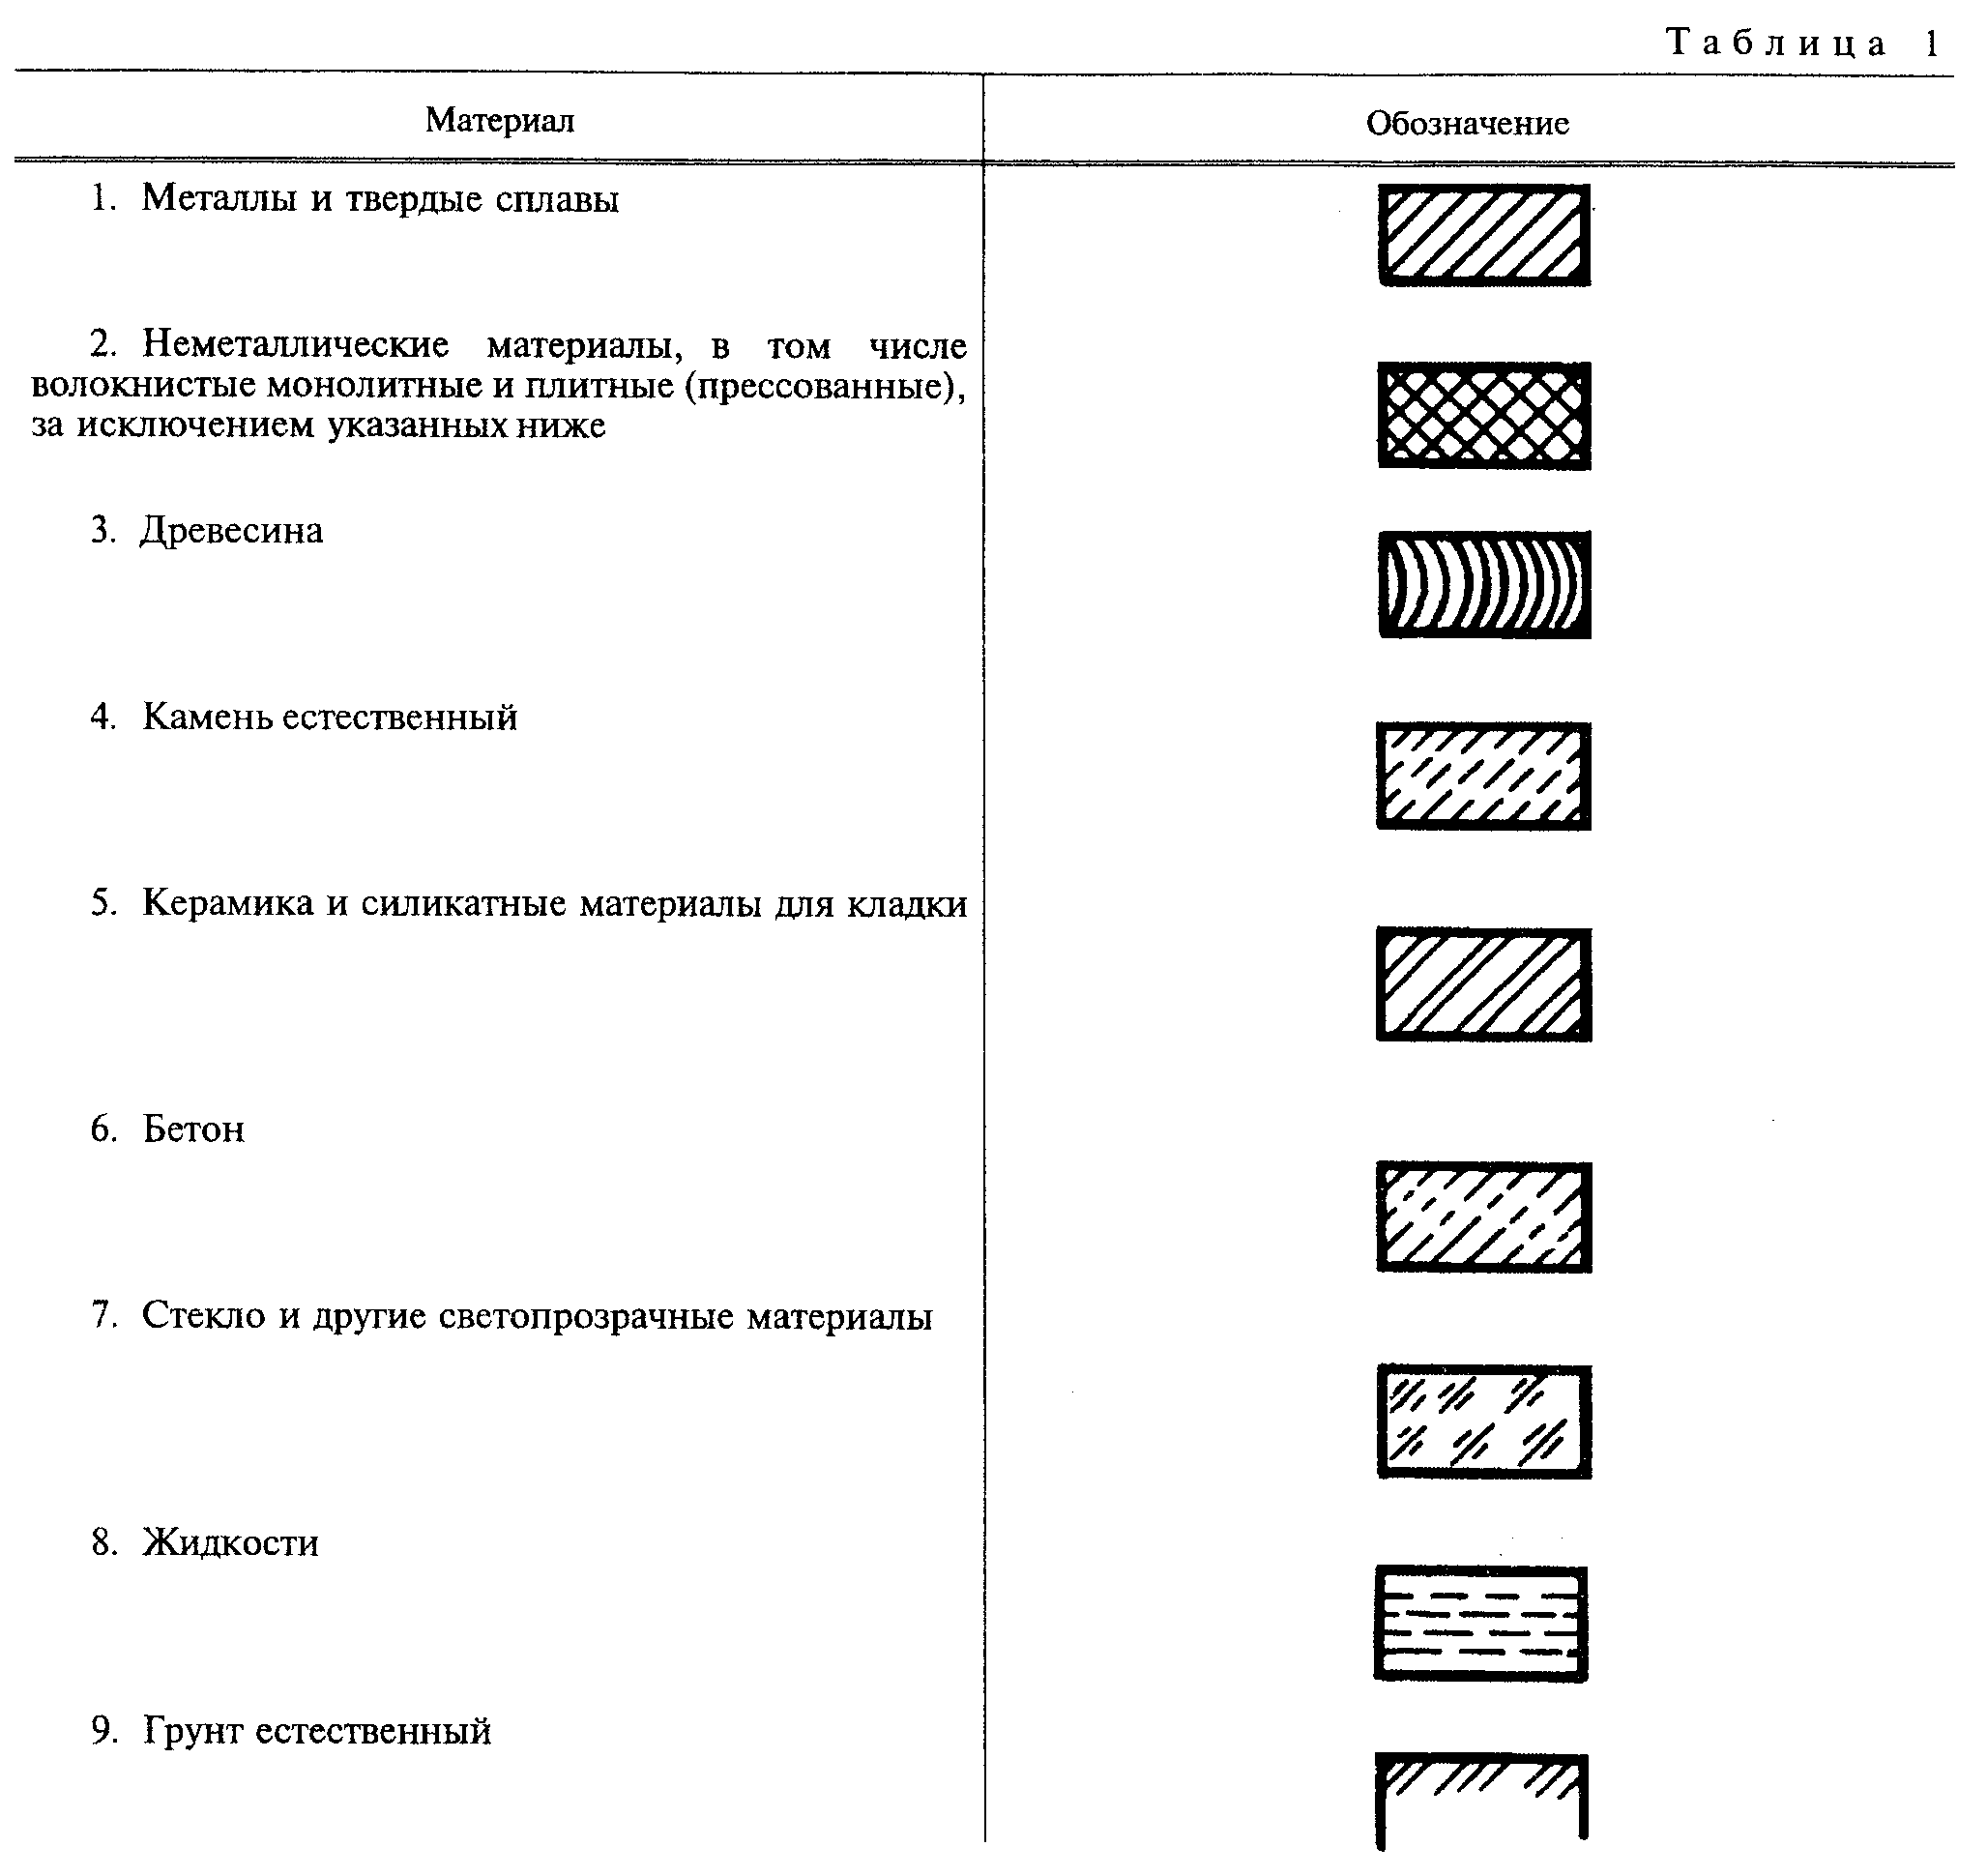 Таблица 1
Материал
Обозначение
1. Металлы и твердые сплавы
2. Неметаллические материалы, в том числе
волокнистые монолитные и плитные (прессованные),
за исключением указанных ниже
3. Древесина
4. Камень естественный
5. Керамика и силикатные материалы для кладки
6. Бетон
7. Стекло и другие светопрозрачные материалы
8. Жидкости
9. Грунт естественный